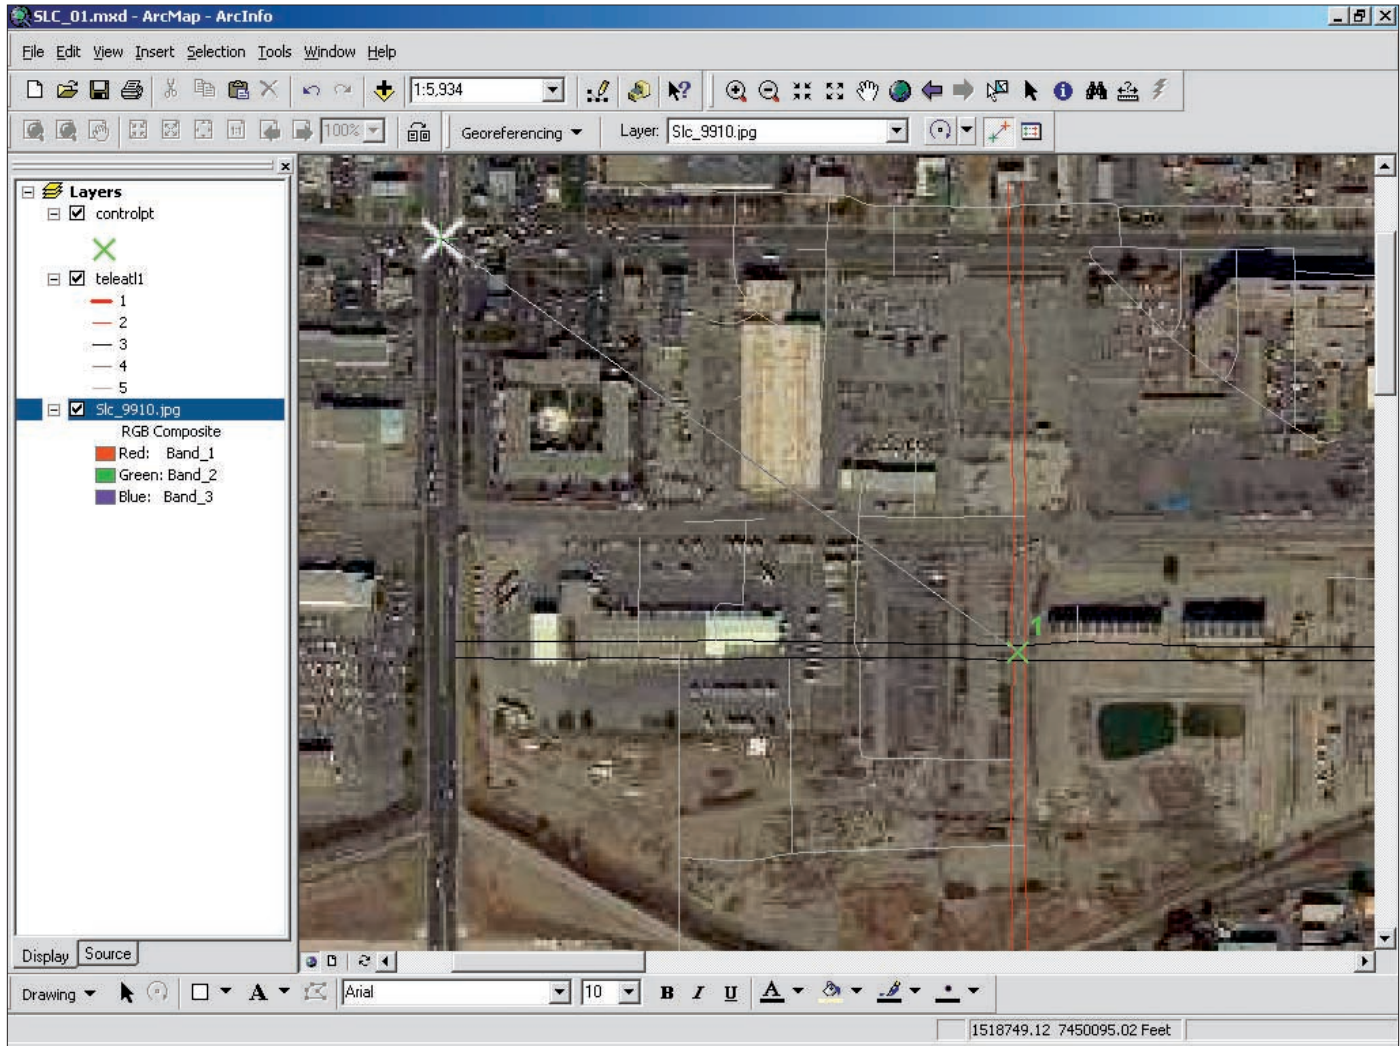 SLC_01.mxd - ArcMap - ArcInfo
File Edit View Insert Selection Tools Window Help
1:5,934
100% Georeferencing Layer: Slc_9910.jpg
Layers
controlpt
teleatl1
1
2
3
4
5
Slc_9910.jpg
RGB Composite
Red: Band_1
Green: Band_2
Blue: Band_3
1
Display Source
Drawing A Arial 10 B I U A
1518749.12 7450095.02 Feet